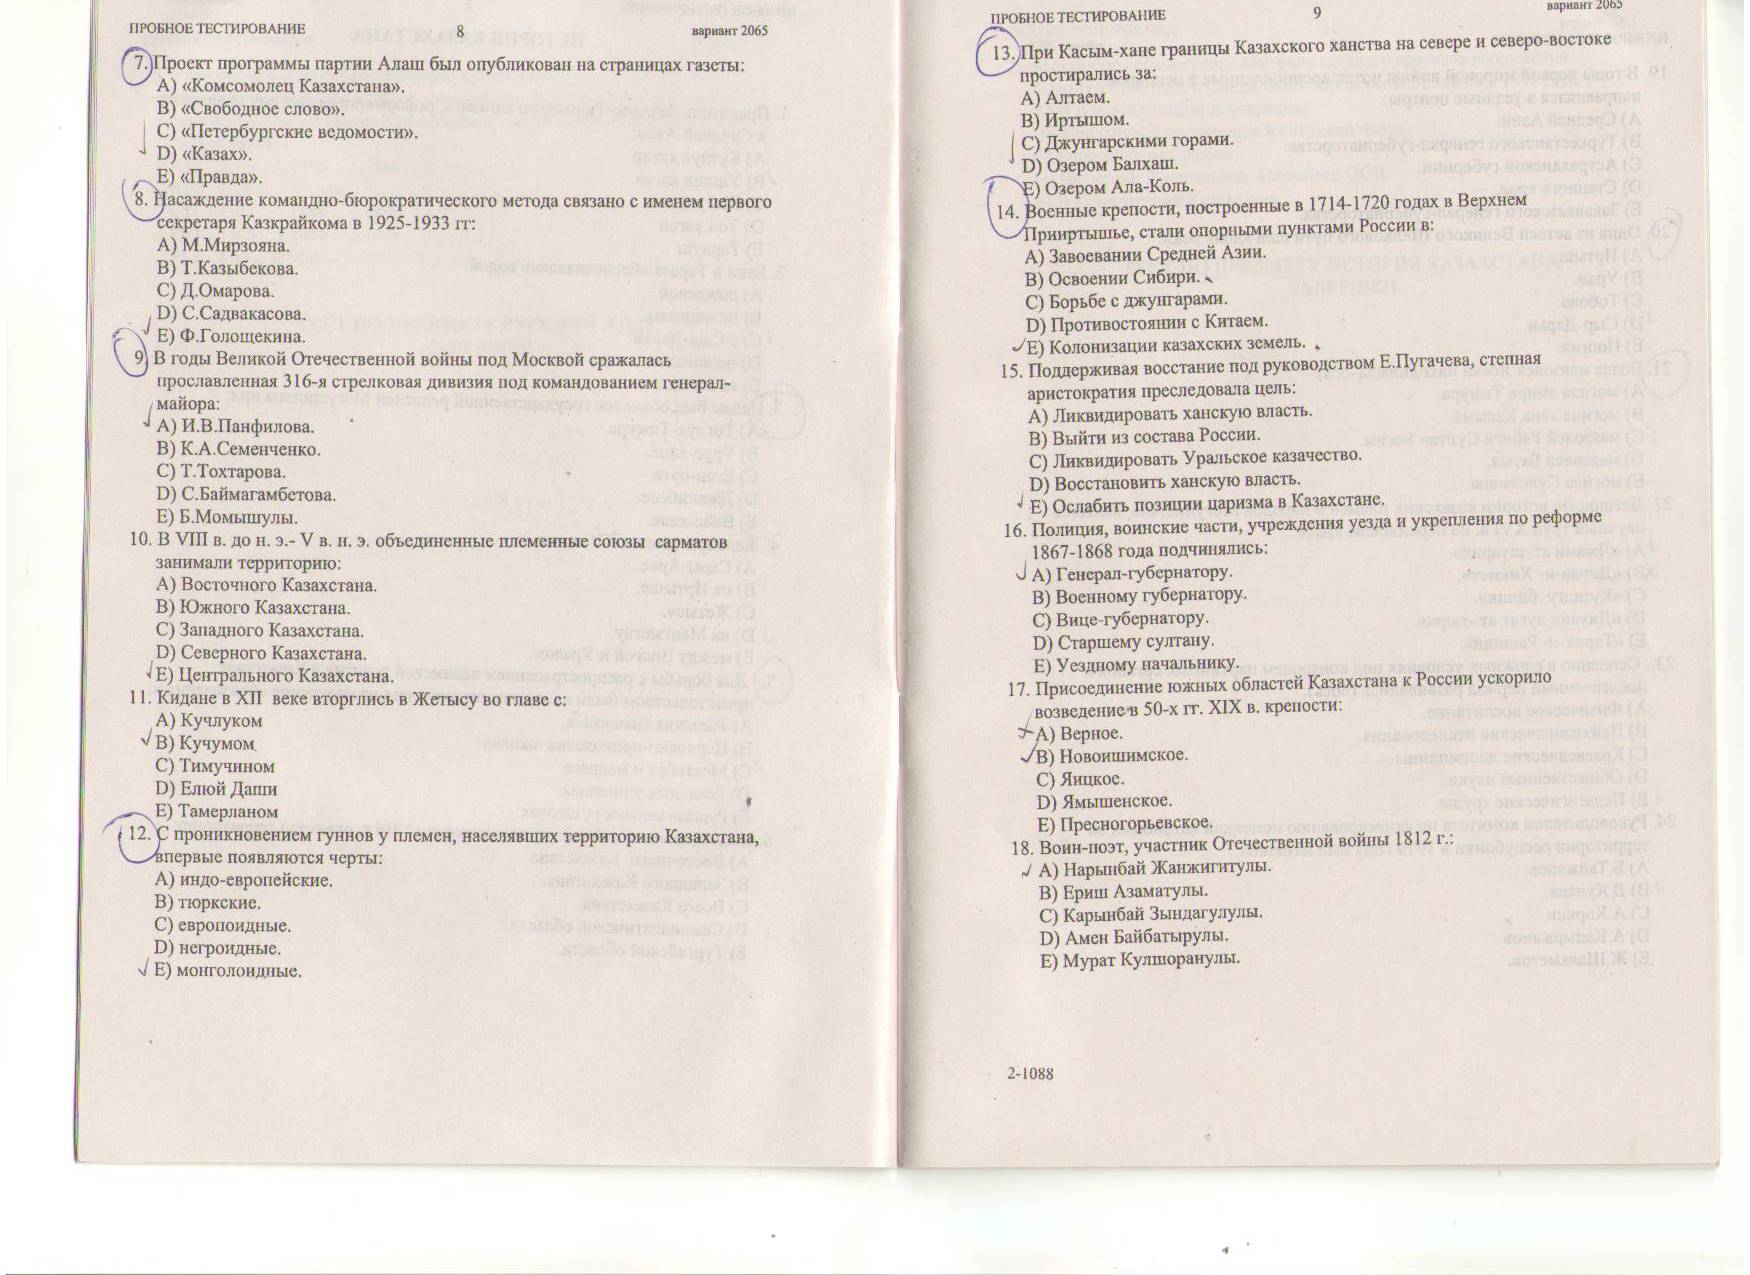 ПРОБНОЕ ТЕСТИРОВАНИЕ 8 вариант 2065
7. Проект программы партии Алаш был опубликован на страницах газеты:
A) «Комсомолец Казахстана».
B) «Свободное слово».
C) «Петербургские ведомости».
D) «Казах».
E) «Правда».
8. Насаждение командно-бюрократического метода связано с именем первого
секретаря Казкрайкома в 1925-1933 гг:
A) М.Мирзояна.
B) Т.Казыбекова.
C) Д.Омарова.
D) С.Садвакасова.
E) Ф.Голощекина.
9. В годы Великой Отечественной войны под Москвой сражалась
прославленная 316-я стрелковая дивизия под командованием генерал-
майора:
A) И.В.Панфилова.
B) К.А.Семенченко.
C) Т.Тохтарова.
D) С.Баймагамбетова.
E) Б.Момышулы.
10. В VIII в. до н. э.- V в. н. э. объединенные племенные союзы сарматов
занимали территорию:
A) Восточного Казахстана.
B) Южного Казахстана.
C) Западного Казахстана.
D) Северного Казахстана.
E) Центрального Казахстана.
11. Кидане в XII веке вторглись в Жетысу во главе с:
A) Кучлуком
B) Кучумом
C) Тимучином
D) Елюй Даши
E) Тамерланом
12. С проникновением гуннов у племен, населявших территорию Казахстана,
впервые появляются черты:
A) индо-европейские.
B) тюркские.
C) европоидные.
D) негроидные.
E) монголоидные.
ПРОБНОЕ ТЕСТИРОВАНИЕ 9 вариант 2065
13. При Касым-хане границы Казахского ханства на севере и северо-востоке
простирались за:
A) Алтаем.
B) Иртышом.
C) Джунгарскими горами.
D) Озером Балхаш.
E) Озером Ала-Коль.
14. Военные крепости, построенные в 1714-1720 годах в Верхнем
Прииртышье, стали опорными пунктами России в:
A) Завоевании Средней Азии.
B) Освоении Сибири.
C) Борьбе с джунгарами.
D) Противостоянии с Китаем.
E) Колонизации казахских земель.
15. Поддерживая восстание под руководством Е.Пугачева, степная
аристократия преследовала цель:
A) Ликвидировать ханскую власть.
B) Выйти из состава России.
C) Ликвидировать Уральское казачество.
D) Восстановить ханскую власть.
E) Ослабить позиции царизма в Казахстане.
16. Полиция, воинские части, учреждения уезда и укрепления по реформе
1867-1868 года подчинялись:
A) Генерал-губернатору.
B) Военному губернатору.
C) Вице-губернатору.
D) Старшему султану.
E) Уездному начальнику.
17. Присоединение южных областей Казахстана к России ускорило
возведение в 50-х гг. XIX в. крепости:
A) Верное.
B) Новоишимское.
C) Яицкое.
D) Ямышенское.
E) Пресногорьевское.
18. Воин-поэт, участник Отечественной войны 1812 г.:
A) Нарынбай Жанжигитулы.
B) Ериш Азаматулы.
C) Карынбай Зындагулулы.
D) Амен Байбатырулы.
E) Мурат Кулшоранулы.
2-1088